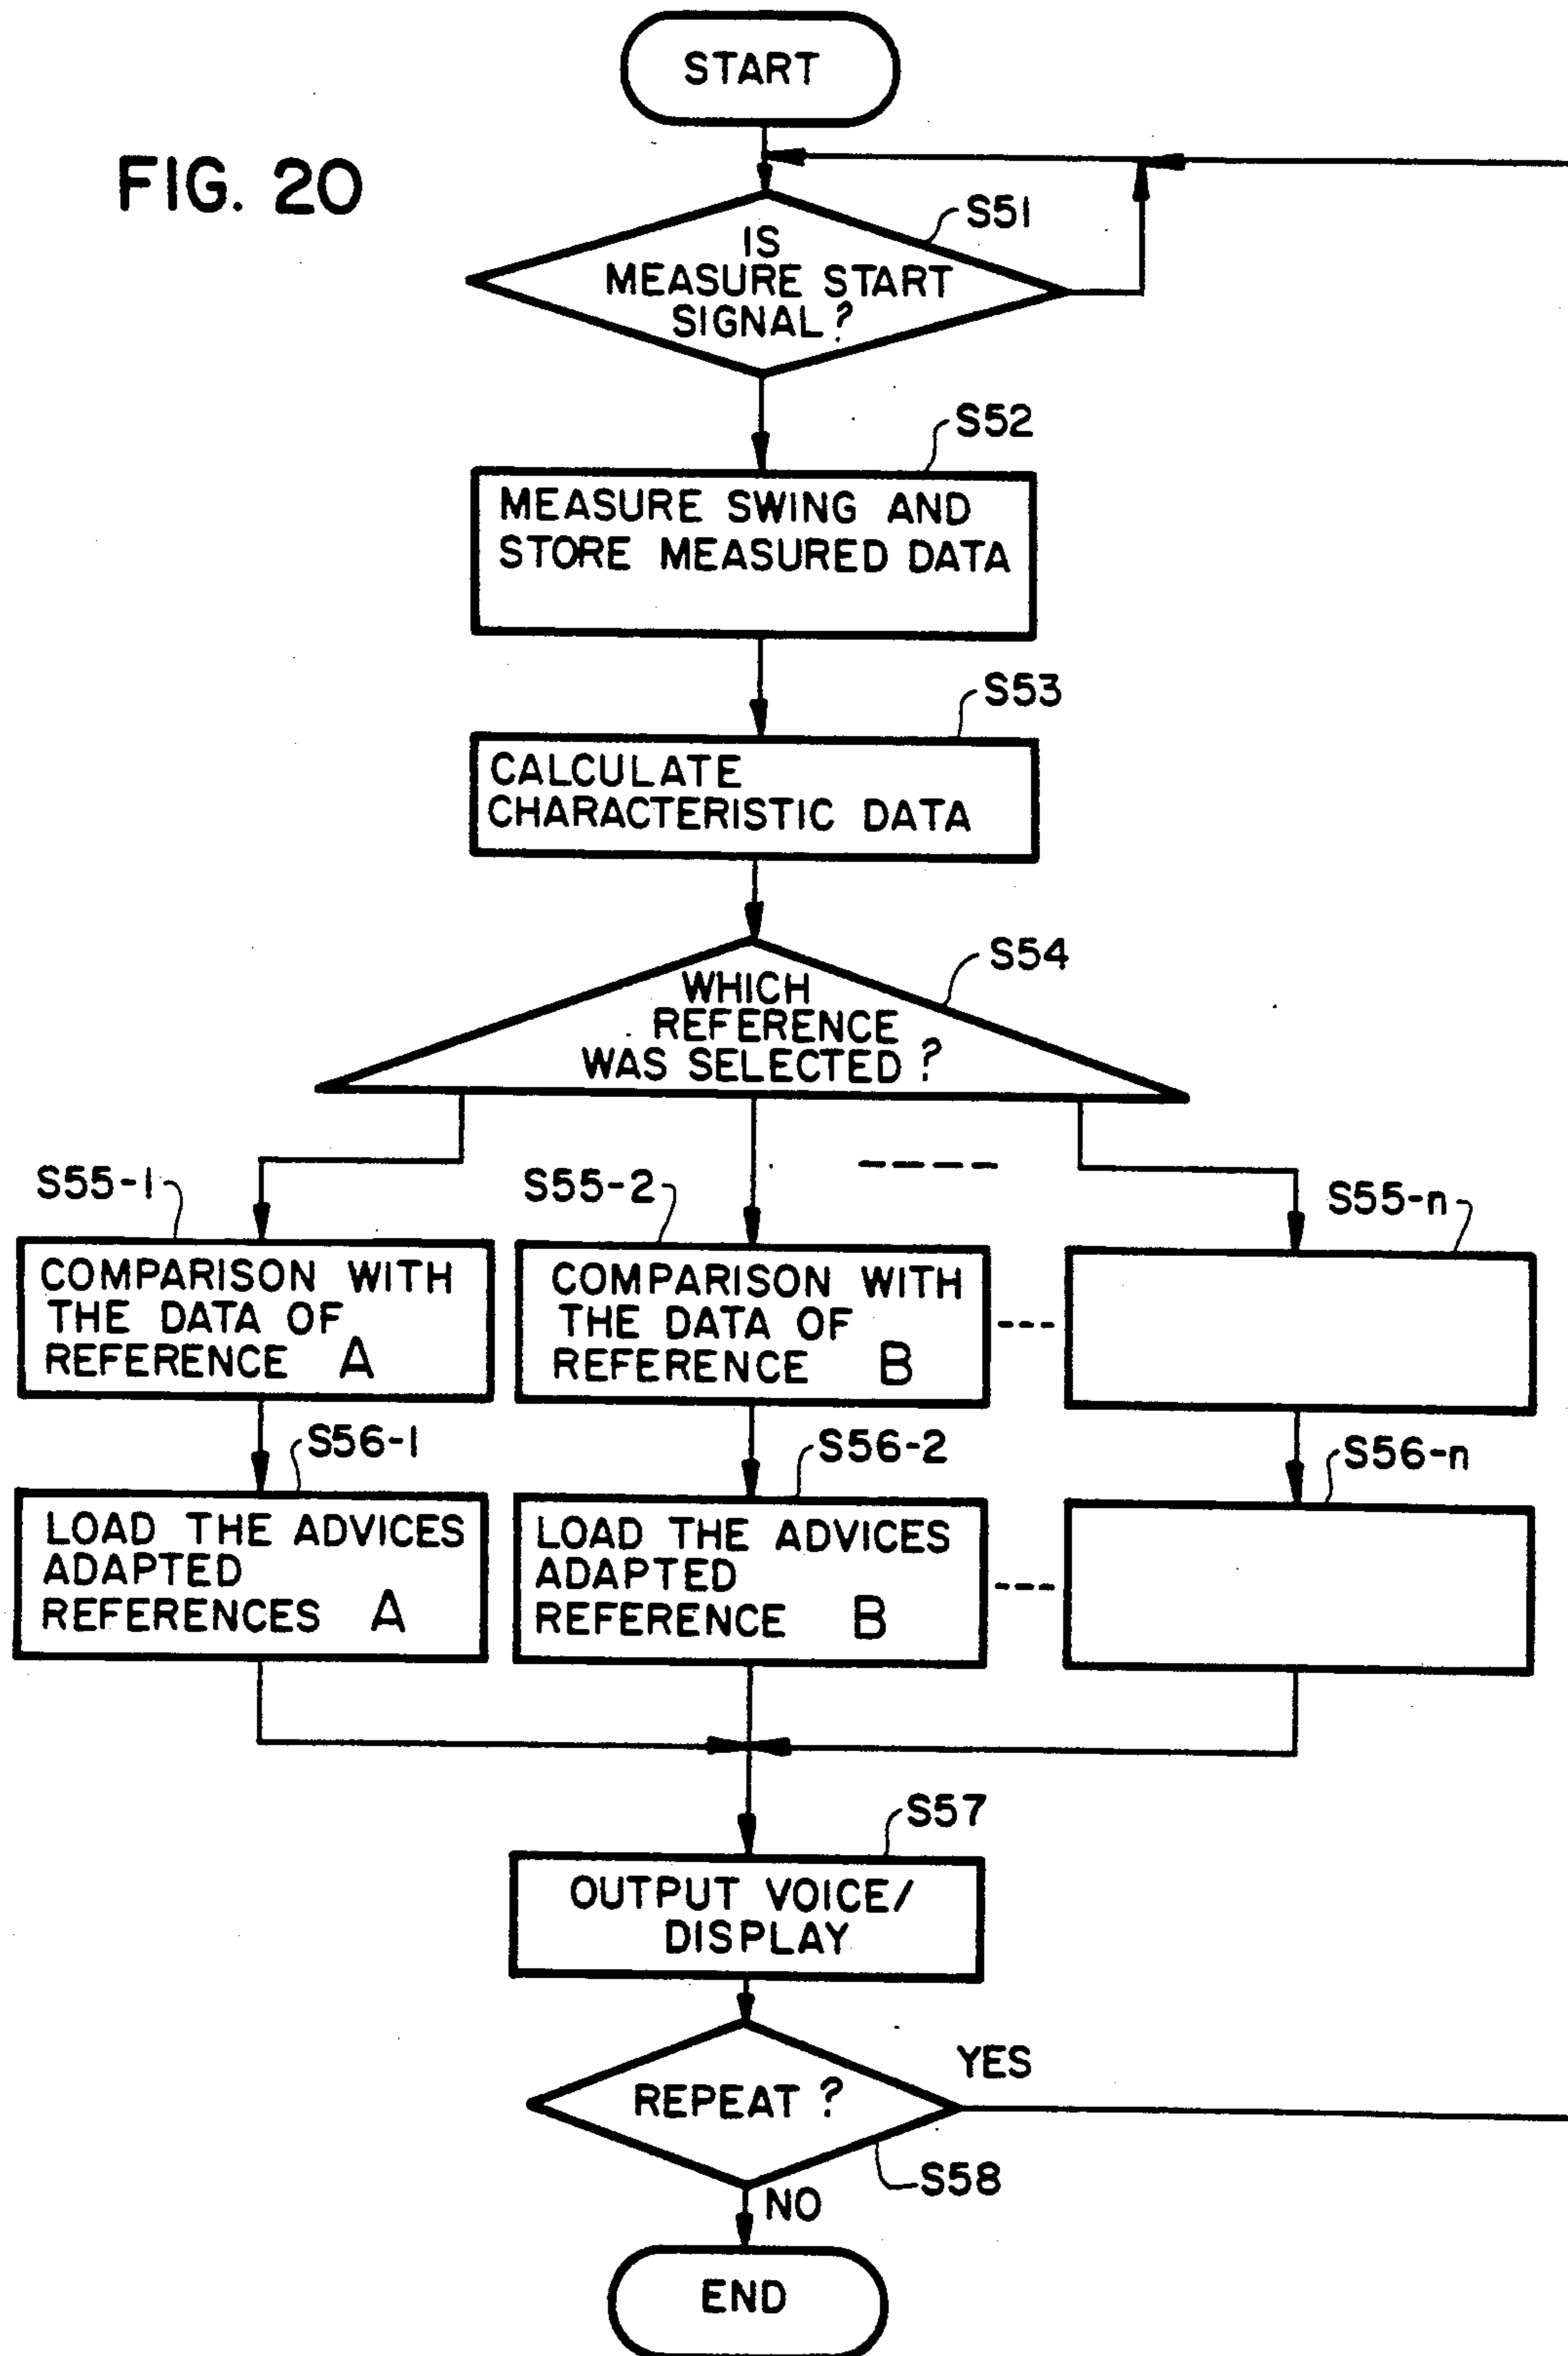 START
FIG. 20
S51
IS
MEASURE START
SIGNAL?
S52
MEASURE SWING AND
STORE MEASURED DATA
S53
CALCULATE
CHARACTERISTIC DATA
S54
WHICH
REFERENCE
WAS SELECTED?
S55-1
S55-2
S55-n
COMPARISON WITH
THE DATA OF
REFERENCE A
COMPARISON WITH
THE DATA OF
REFERENCE B
S56-1
S56-2
S56-n
LOAD THE ADVICES
ADAPTED
REFERENCES A
LOAD THE ADVICES
ADAPTED
REFERENCE B
S57
OUTPUT VOICE/
DISPLAY
YES
REPEAT?
S58
NO
END